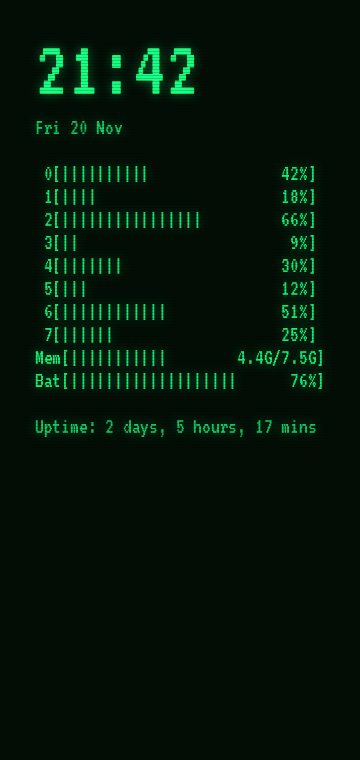 21:42
Fri 20 Nov
0[|||||||||| 42%]
1[|||| 18%]
2[|||||||||||||||| 66%]
3[|| 9%]
4[||||||| 30%]
5[||| 12%]
6[|||||||||||| 51%]
7[|||||| 25%]
Mem[||||||||||| 4.4G/7.5G]
Bat[||||||||||||||||||| 76%]
Uptime: 2 days, 5 hours, 17 mins